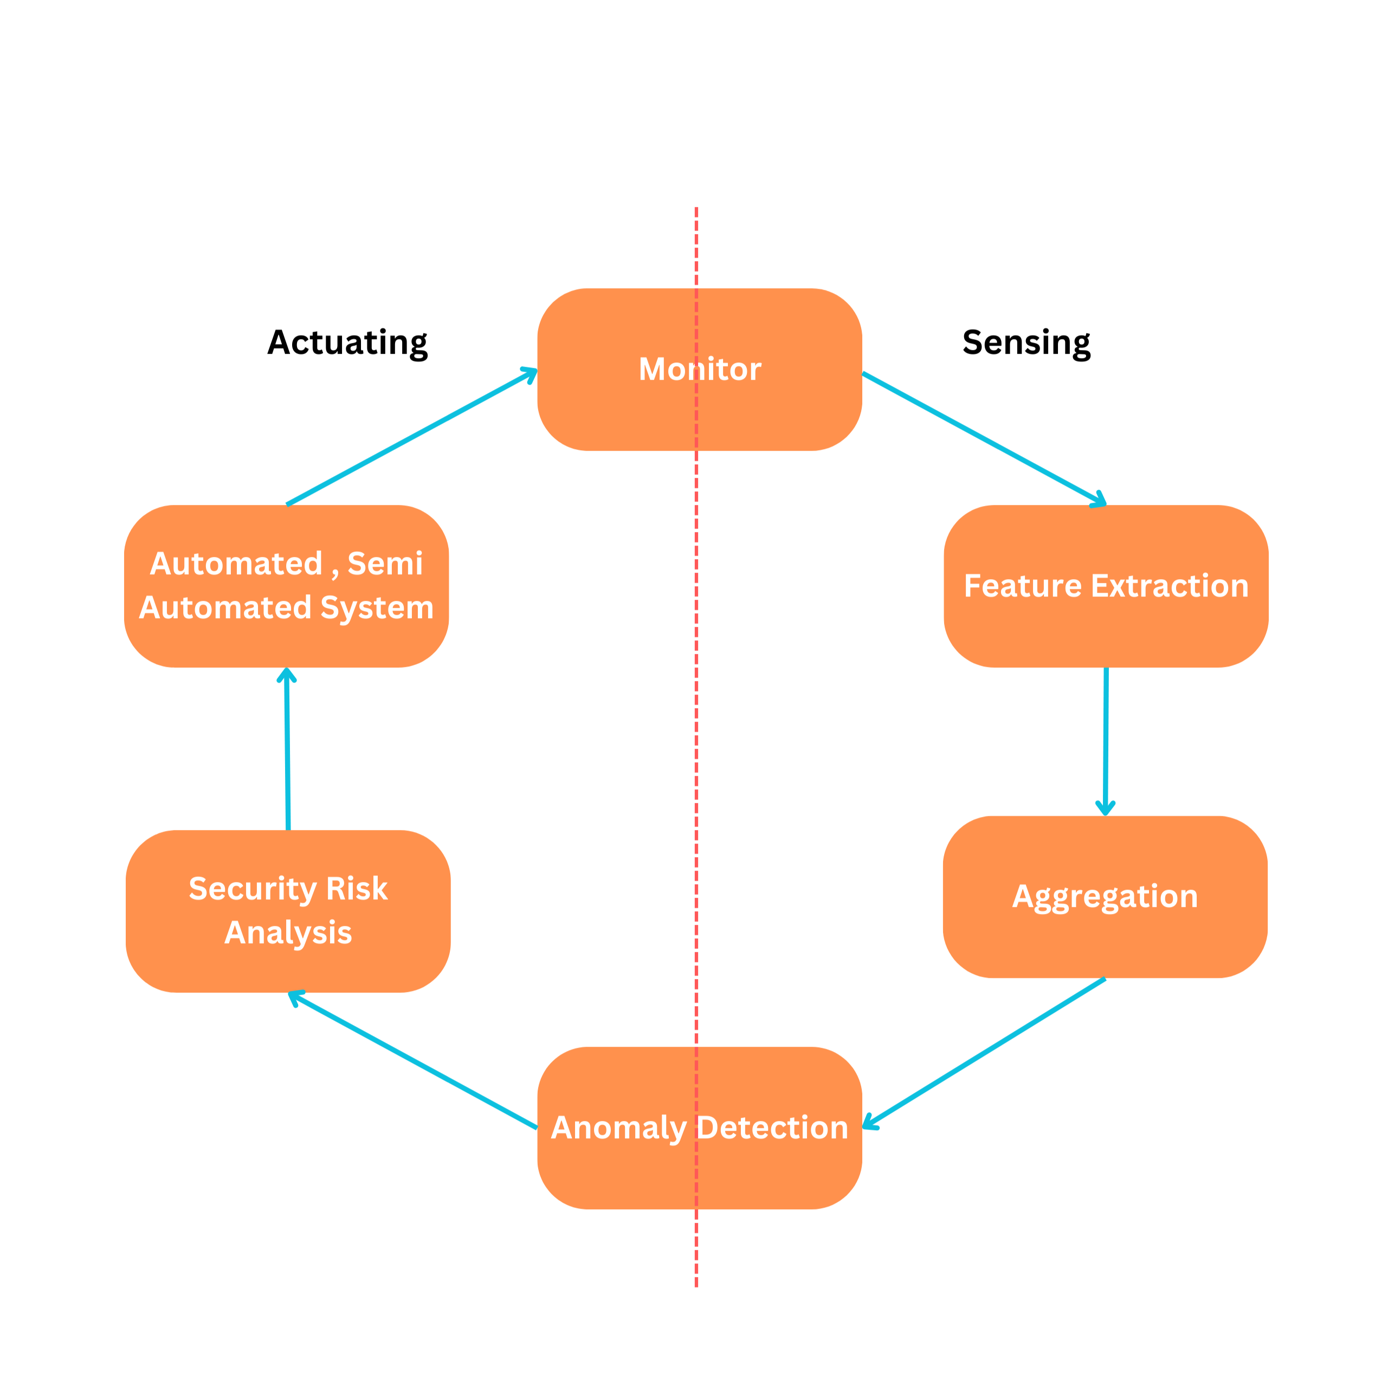 Actuating
Sensing
Monitor
Automated , Semi
Automated System
Feature Extraction
Security Risk
Analysis
Aggregation
Anomaly Detection